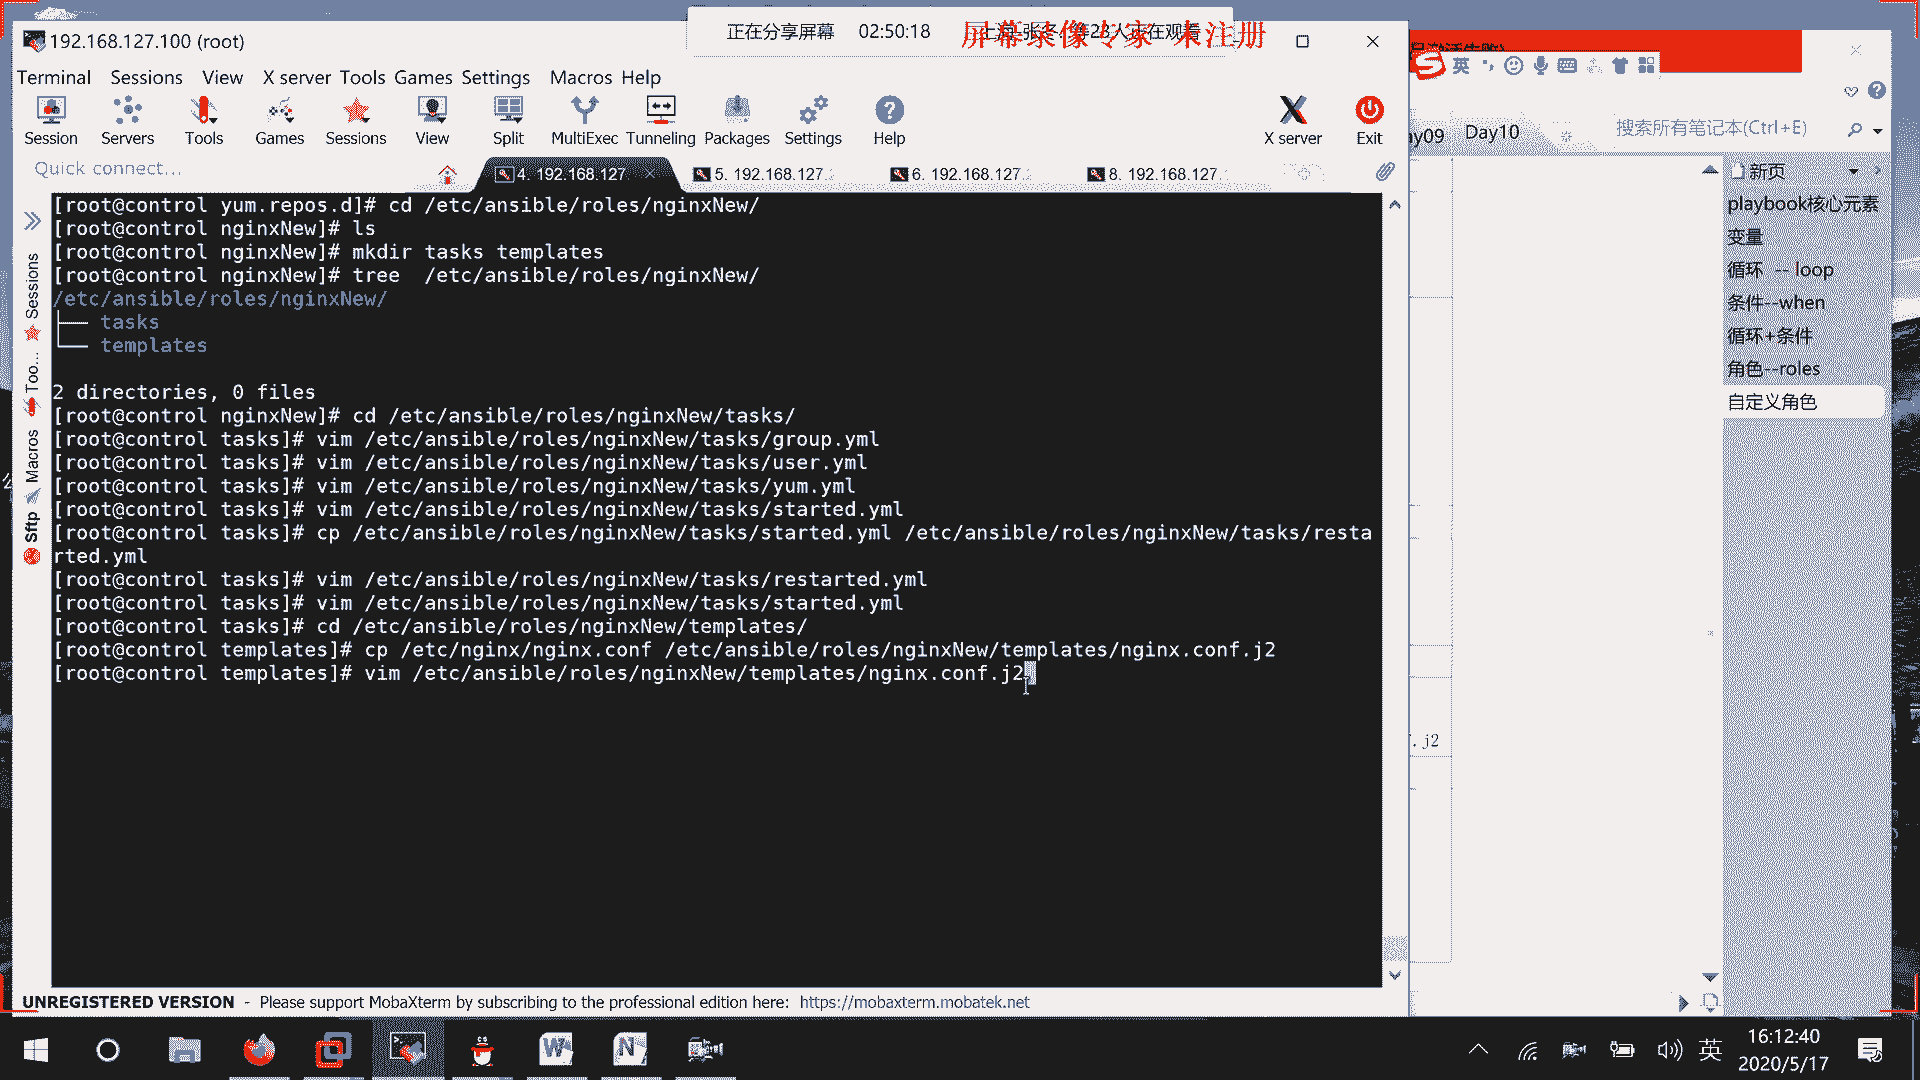 正在分享屏幕 02:50:18
屏幕录像专家 未注册
192.168.127.100 (root)
Terminal Sessions View X server Tools Games Settings Macros Help
Session Servers Tools Games Sessions View Split MultiExec Tunneling Packages Settings Help X server Exit
Quick connect...
4. 192.168.127. 5. 192.168.127. 6. 192.168.127. 8. 192.168.127.
[root@control yum.repos.d]# cd /etc/ansible/roles/nginxNew/
[root@control nginxNew]# ls
[root@control nginxNew]# mkdir tasks templates
[root@control nginxNew]# tree  /etc/ansible/roles/nginxNew/
/etc/ansible/roles/nginxNew/
├── tasks
└── templates
2 directories, 0 files
[root@control nginxNew]# cd /etc/ansible/roles/nginxNew/tasks/
[root@control tasks]# vim /etc/ansible/roles/nginxNew/tasks/group.yml
[root@control tasks]# vim /etc/ansible/roles/nginxNew/tasks/user.yml
[root@control tasks]# vim /etc/ansible/roles/nginxNew/tasks/yum.yml
[root@control tasks]# vim /etc/ansible/roles/nginxNew/tasks/started.yml
[root@control tasks]# cp /etc/ansible/roles/nginxNew/tasks/started.yml /etc/ansible/roles/nginxNew/tasks/resta
rted.yml
[root@control tasks]# vim /etc/ansible/roles/nginxNew/tasks/restarted.yml
[root@control tasks]# vim /etc/ansible/roles/nginxNew/tasks/started.yml
[root@control tasks]# cd /etc/ansible/roles/nginxNew/templates/
[root@control templates]# cp /etc/nginx/nginx.conf /etc/ansible/roles/nginxNew/templates/nginx.conf.j2
[root@control templates]# vim /etc/ansible/roles/nginxNew/templates/nginx.conf.j2
Sessions
Too...
Macros
Sftp
UNREGISTERED VERSION - Please support MobaXterm by subscribing to the professional edition here: https://mobaxterm.mobatek.net
英
ay09 Day10
搜索所有笔记本(Ctrl+E)
新页
playbook核心元素
变量
循环 -- loop
条件--when
循环+条件
角色--roles
自定义角色
.j2
英
16:12:40
2020/5/17